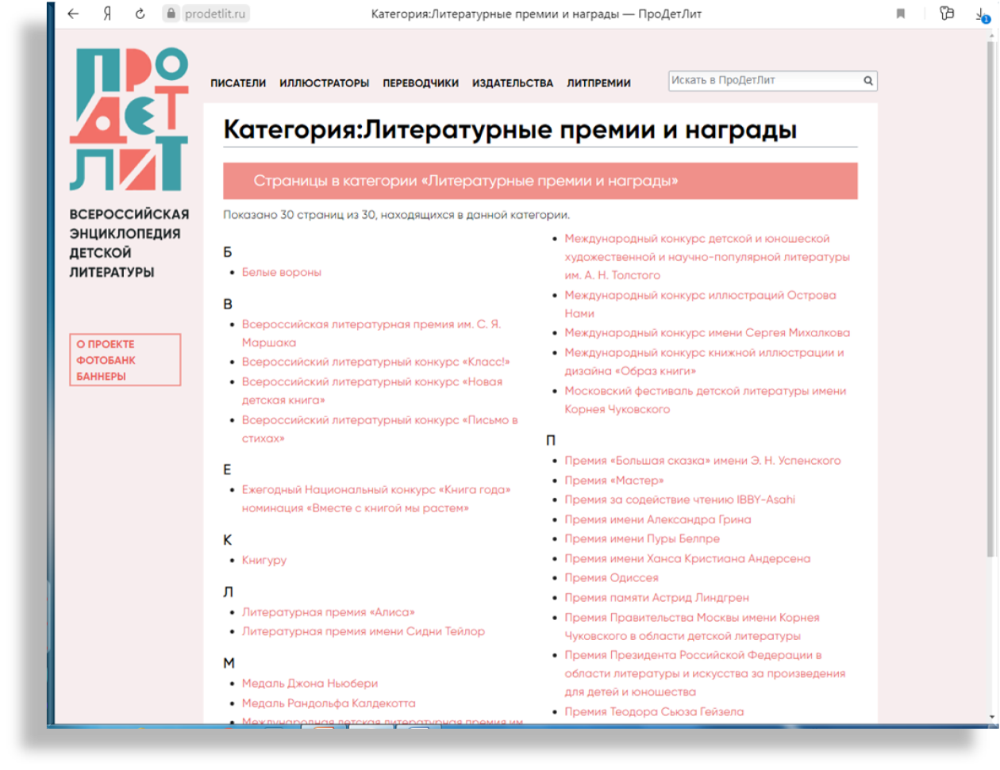 Я
prodetlit.ru
Категория:Литературные премии и награды — ПроДетЛит
1
ПРО
ДЕТ
ЛИТ
ВСЕРОССИЙСКАЯ
ЭНЦИКЛОПЕДИЯ
ДЕТСКОЙ
ЛИТЕРАТУРЫ
О ПРОЕКТЕ
ФОТОБАНК
БАННЕРЫ
ПИСАТЕЛИ ИЛЛЮСТРАТОРЫ ПЕРЕВОДЧИКИ ИЗДАТЕЛЬСТВА ЛИТПРЕМИИ
Искать в ПроДетЛит
Категория:Литературные премии и награды
Страницы в категории «Литературные премии и награды»
Показано 30 страниц из 30, находящихся в данной категории.
Б
Белые вороны
В
Всероссийская литературная премия им. С. Я.
Маршака
Всероссийский литературный конкурс «Класс!»
Всероссийский литературный конкурс «Новая
детская книга»
Всероссийский литературный конкурс «Письмо в
стихах»
Е
Ежегодный Национальный конкурс «Книга года»
номинация «Вместе с книгой мы растем»
К
Книгуру
Л
Литературная премия «Алиса»
Литературная премия имени Сидни Тейлор
М
Медаль Джона Ньюбери
Медаль Рандольфа Калдекотта
Международная детская литературная премия им
Международный конкурс детской и юношеской
художественной и научно-популярной литературы
им. А. Н. Толстого
Международный конкурс иллюстраций Острова
Нами
Международный конкурс имени Сергея Михалкова
Международный конкурс книжной иллюстрации и
дизайна «Образ книги»
Московский фестиваль детской литературы имени
Корнея Чуковского
П
Премия «Большая сказка» имени Э. Н. Успенского
Премия «Мастер»
Премия за содействие чтению IBBY-Asahi
Премия имени Александра Грина
Премия имени Пуры Белпре
Премия имени Ханса Кристиана Андерсена
Премия Одиссея
Премия памяти Астрид Линдгрен
Премия Правительства Москвы имени Корнея
Чуковского в области детской литературы
Премия Президента Российской Федерации в
области литературы и искусства за произведения
для детей и юношества
Премия Теодора Сьюза Гейзела